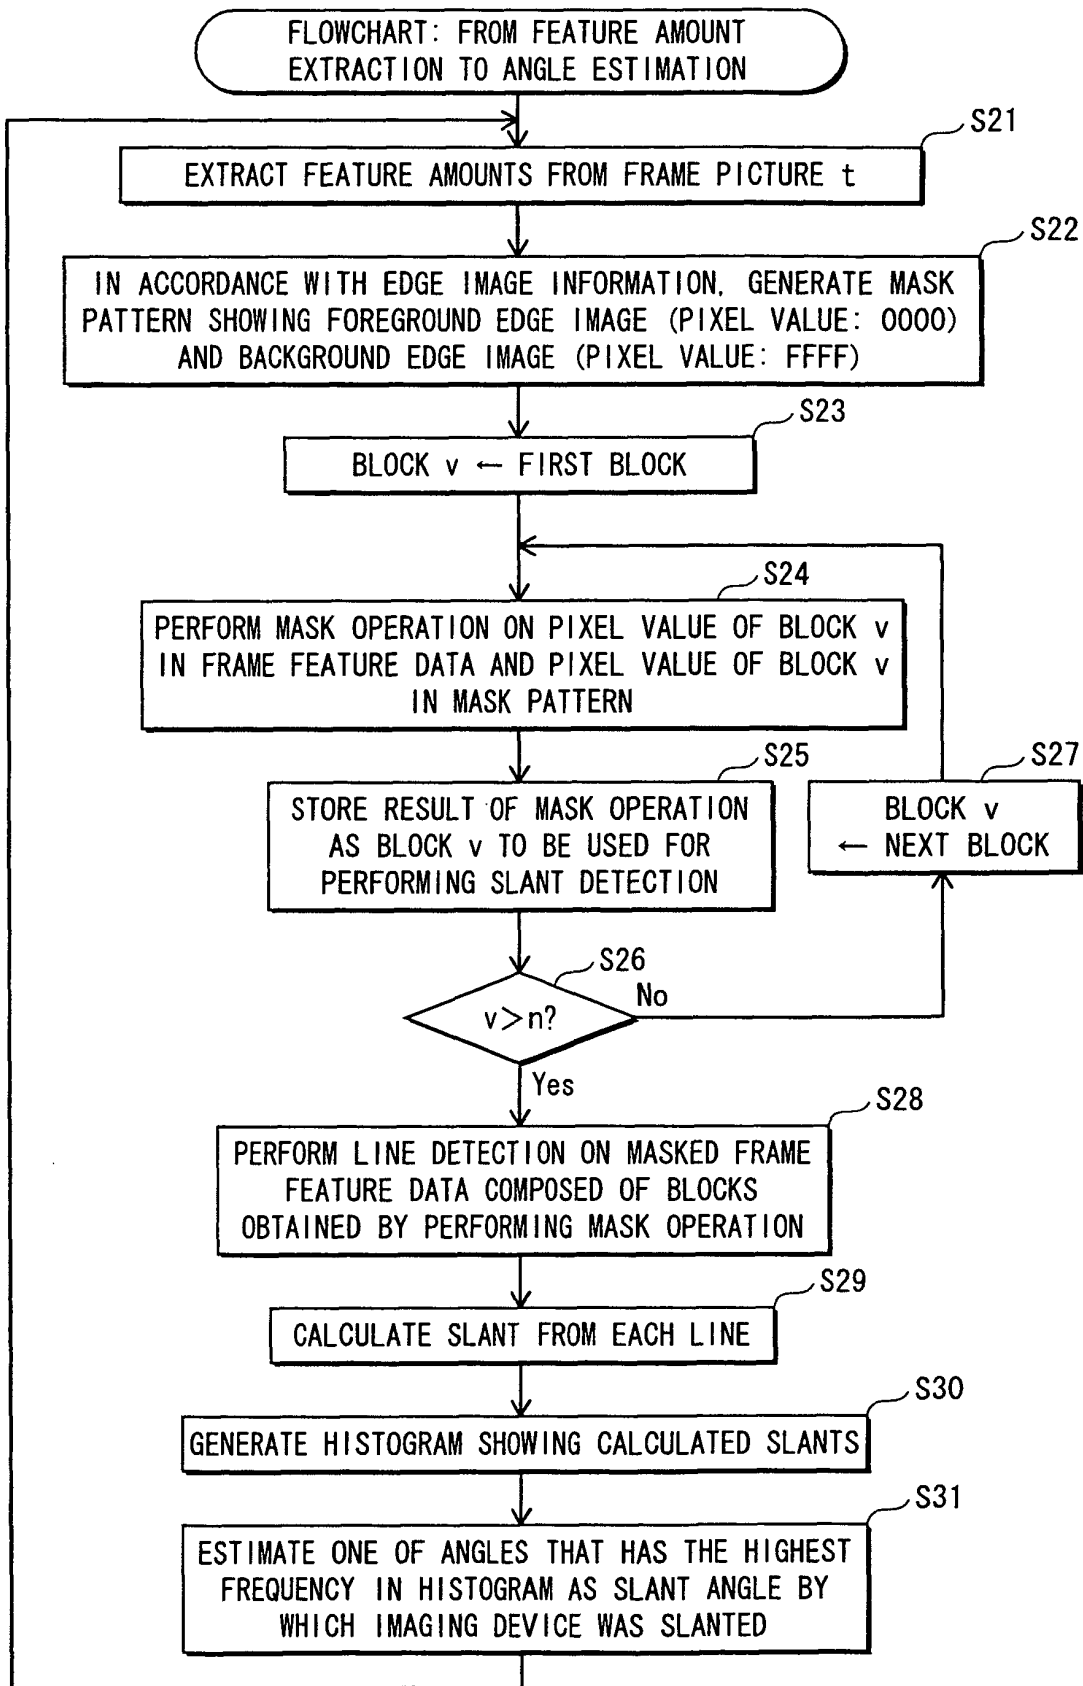 FLOWCHART: FROM FEATURE AMOUNT
EXTRACTION TO ANGLE ESTIMATION
S21
EXTRACT FEATURE AMOUNTS FROM FRAME PICTURE t
S22
IN ACCORDANCE WITH EDGE IMAGE INFORMATION, GENERATE MASK
PATTERN SHOWING FOREGROUND EDGE IMAGE (PIXEL VALUE: 0000)
AND BACKGROUND EDGE IMAGE (PIXEL VALUE: FFFF)
S23
BLOCK v ← FIRST BLOCK
S24
PERFORM MASK OPERATION ON PIXEL VALUE OF BLOCK v
IN FRAME FEATURE DATA AND PIXEL VALUE OF BLOCK v
IN MASK PATTERN
S25
STORE RESULT OF MASK OPERATION
AS BLOCK v TO BE USED FOR
PERFORMING SLANT DETECTION
S27
BLOCK v
← NEXT BLOCK
S26
v>n?
No
Yes
S28
PERFORM LINE DETECTION ON MASKED FRAME
FEATURE DATA COMPOSED OF BLOCKS
OBTAINED BY PERFORMING MASK OPERATION
S29
CALCULATE SLANT FROM EACH LINE
S30
GENERATE HISTOGRAM SHOWING CALCULATED SLANTS
S31
ESTIMATE ONE OF ANGLES THAT HAS THE HIGHEST
FREQUENCY IN HISTOGRAM AS SLANT ANGLE BY
WHICH IMAGING DEVICE WAS SLANTED